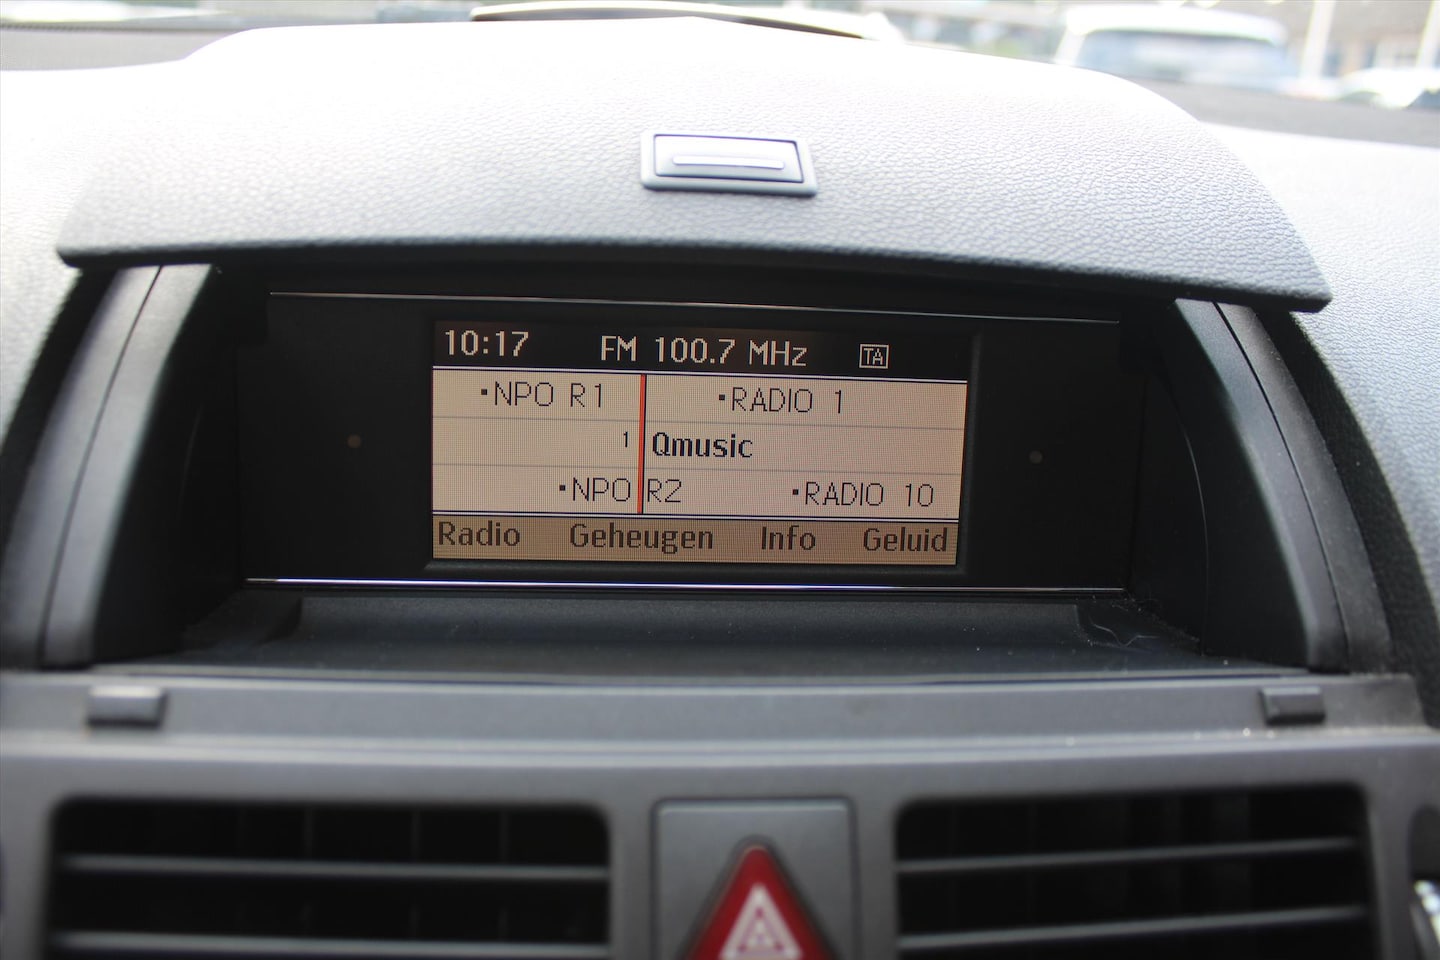 10:17 FM 100.7 MHz TA
▪NPO R1 ▪RADIO 1
1 Qmusic
▪NPO R2 ▪RADIO 10
Radio Geheugen Info Geluid